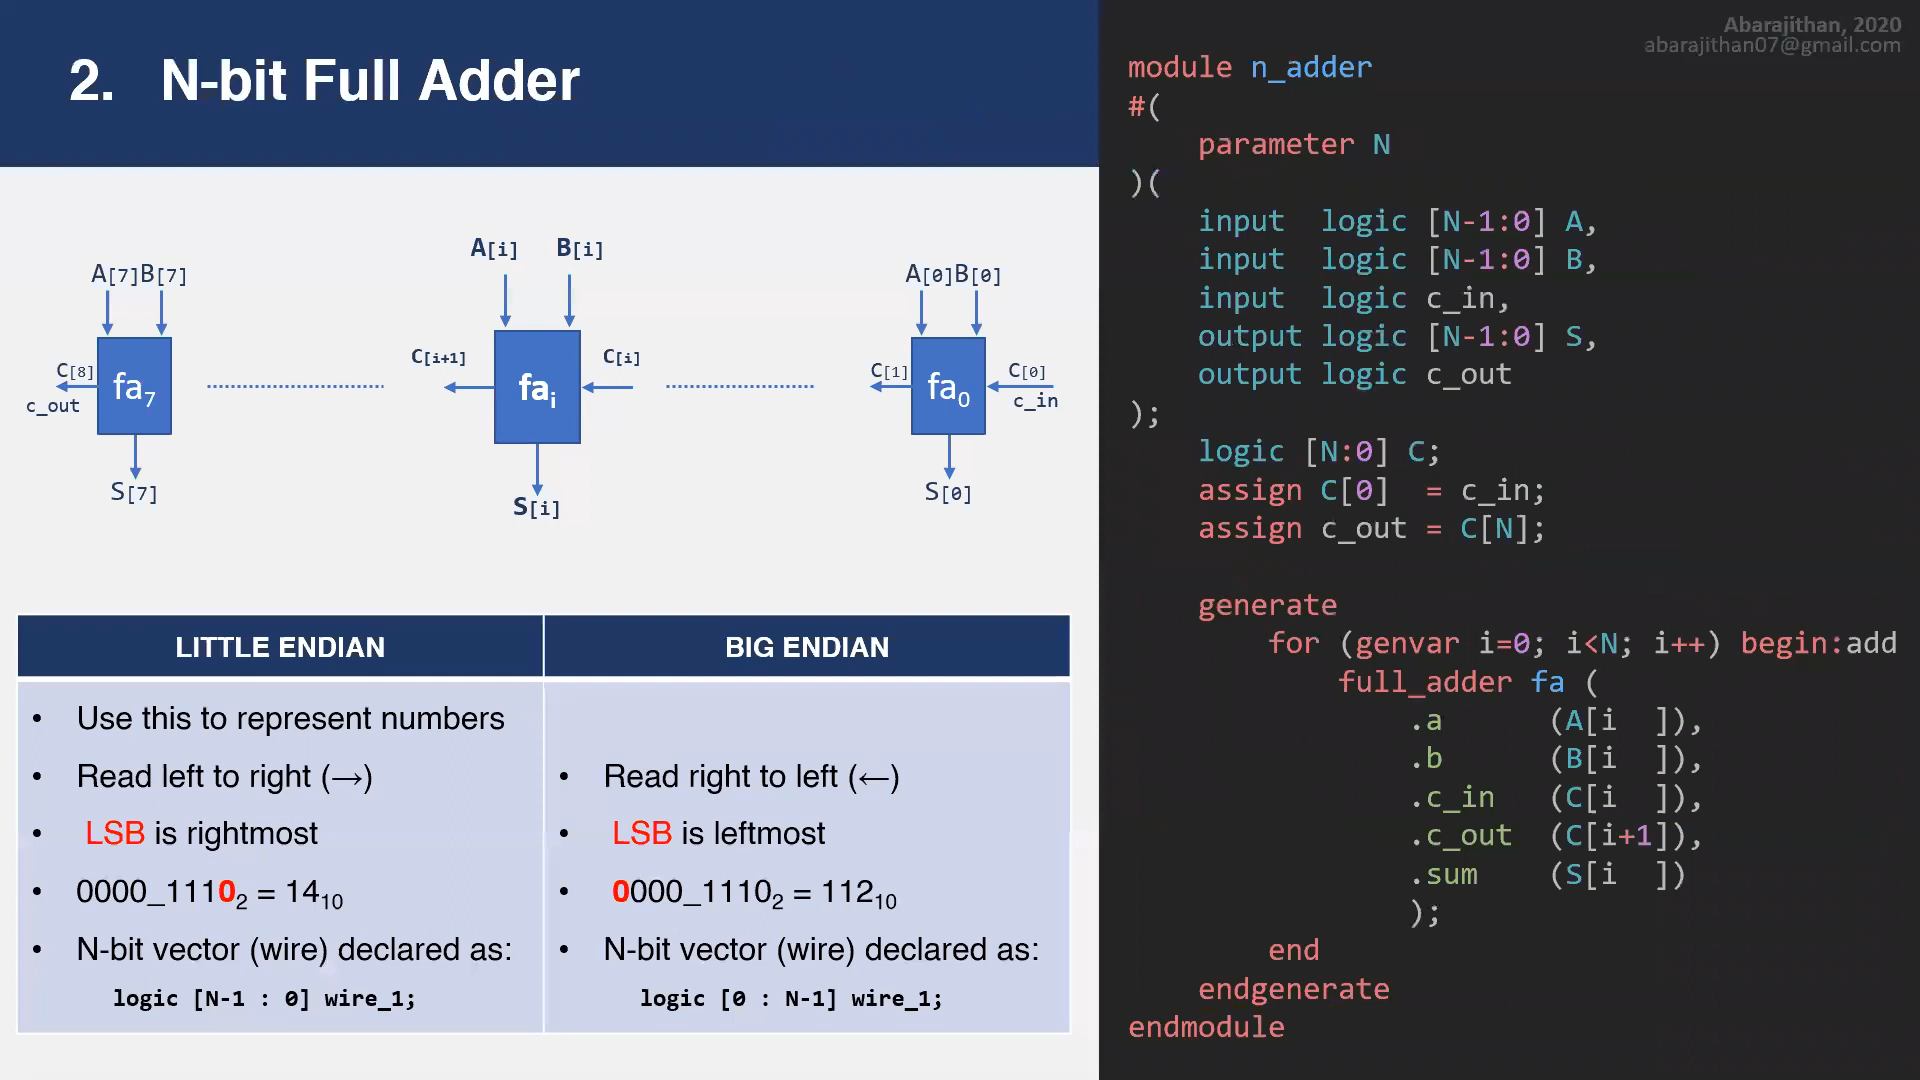 2. N-bit Full Adder
A[i] B[i]
A[7]B[7]
A[0]B[0]
C[i+1] C[i]
C[8] fa7 fai C[1] fa0 C[0]
c_out c_in
S[7] S[i] S[0]
LITTLE ENDIAN BIG ENDIAN
• Use this to represent numbers
• Read left to right (→) • Read right to left (←)
• LSB is rightmost • LSB is leftmost
• 0000_1110₂ = 14₁₀ • 0000_1110₂ = 112₁₀
• N-bit vector (wire) declared as: • N-bit vector (wire) declared as:
logic [N-1 : 0] wire_1; logic [0 : N-1] wire_1;
Abarajithan, 2020
abarajithan07@gmail.com
module n_adder
#(
    parameter N
)(
    input  logic [N-1:0] A,
    input  logic [N-1:0] B,
    input  logic c_in,
    output logic [N-1:0] S,
    output logic c_out
);
    logic [N:0] C;
    assign C[0]  = c_in;
    assign c_out = C[N];
    generate
        for (genvar i=0; i<N; i++) begin:add
            full_adder fa (
                .a      (A[i  ]),
                .b      (B[i  ]),
                .c_in   (C[i  ]),
                .c_out  (C[i+1]),
                .sum    (S[i  ])
                );
        end
    endgenerate
endmodule